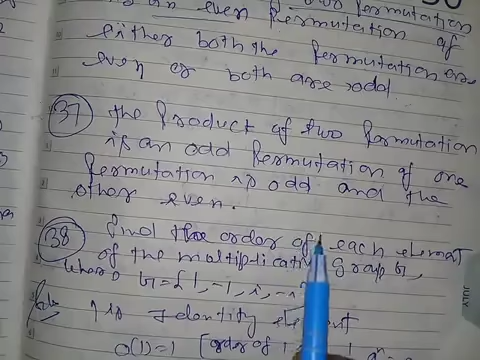 an even Permutation of
either both the Permutation are
even or both are odd
37 the Product of two Permutation
is an odd Permutation if one
Permutation is odd and the
other even.
38 find the order of each element
of the multiplicative Group G,
where G = {1, -1, i, -i
1 is Identity element
O(1) = 1 [order of 1
JULY